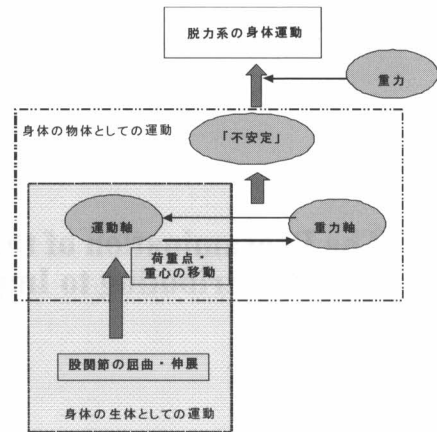 脱力系の身体運動
重力
身体の物体としての運動
「不安定」
運動軸
重力軸
荷重点・
重心の移動
股関節の屈曲・伸展
身体の生体としての運動